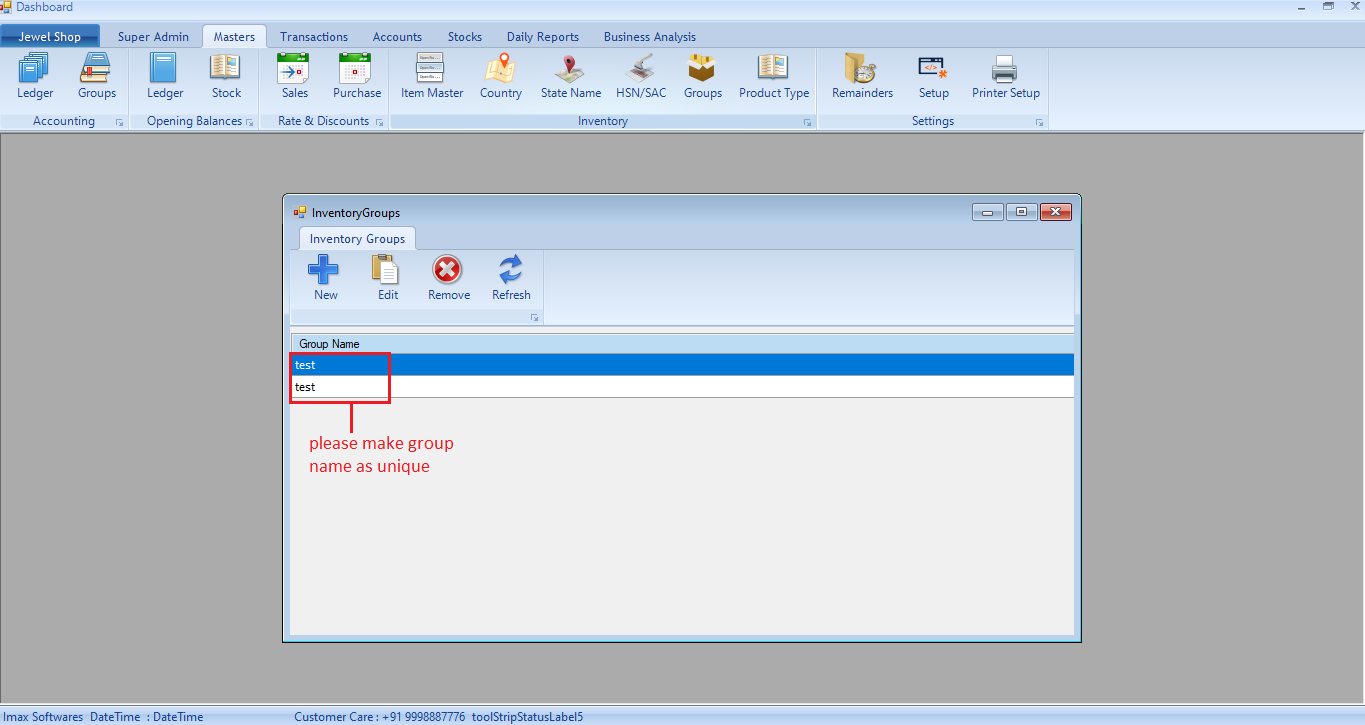 Dashboard
Jewel Shop Super Admin Masters Transactions Accounts Stocks Daily Reports Business Analysis
Ledger Groups Ledger Stock Sales Purchase Item Master Country State Name HSN/SAC Groups Product Type Remainders Setup Printer Setup
Accounting Opening Balances Rate & Discounts Inventory Settings
InventoryGroups
Inventory Groups
New Edit Remove Refresh
Group Name
test
test
please make group
name as unique
Imax Softwares DateTime : DateTime Customer Care : +91 9998887776 toolStripStatusLabel5